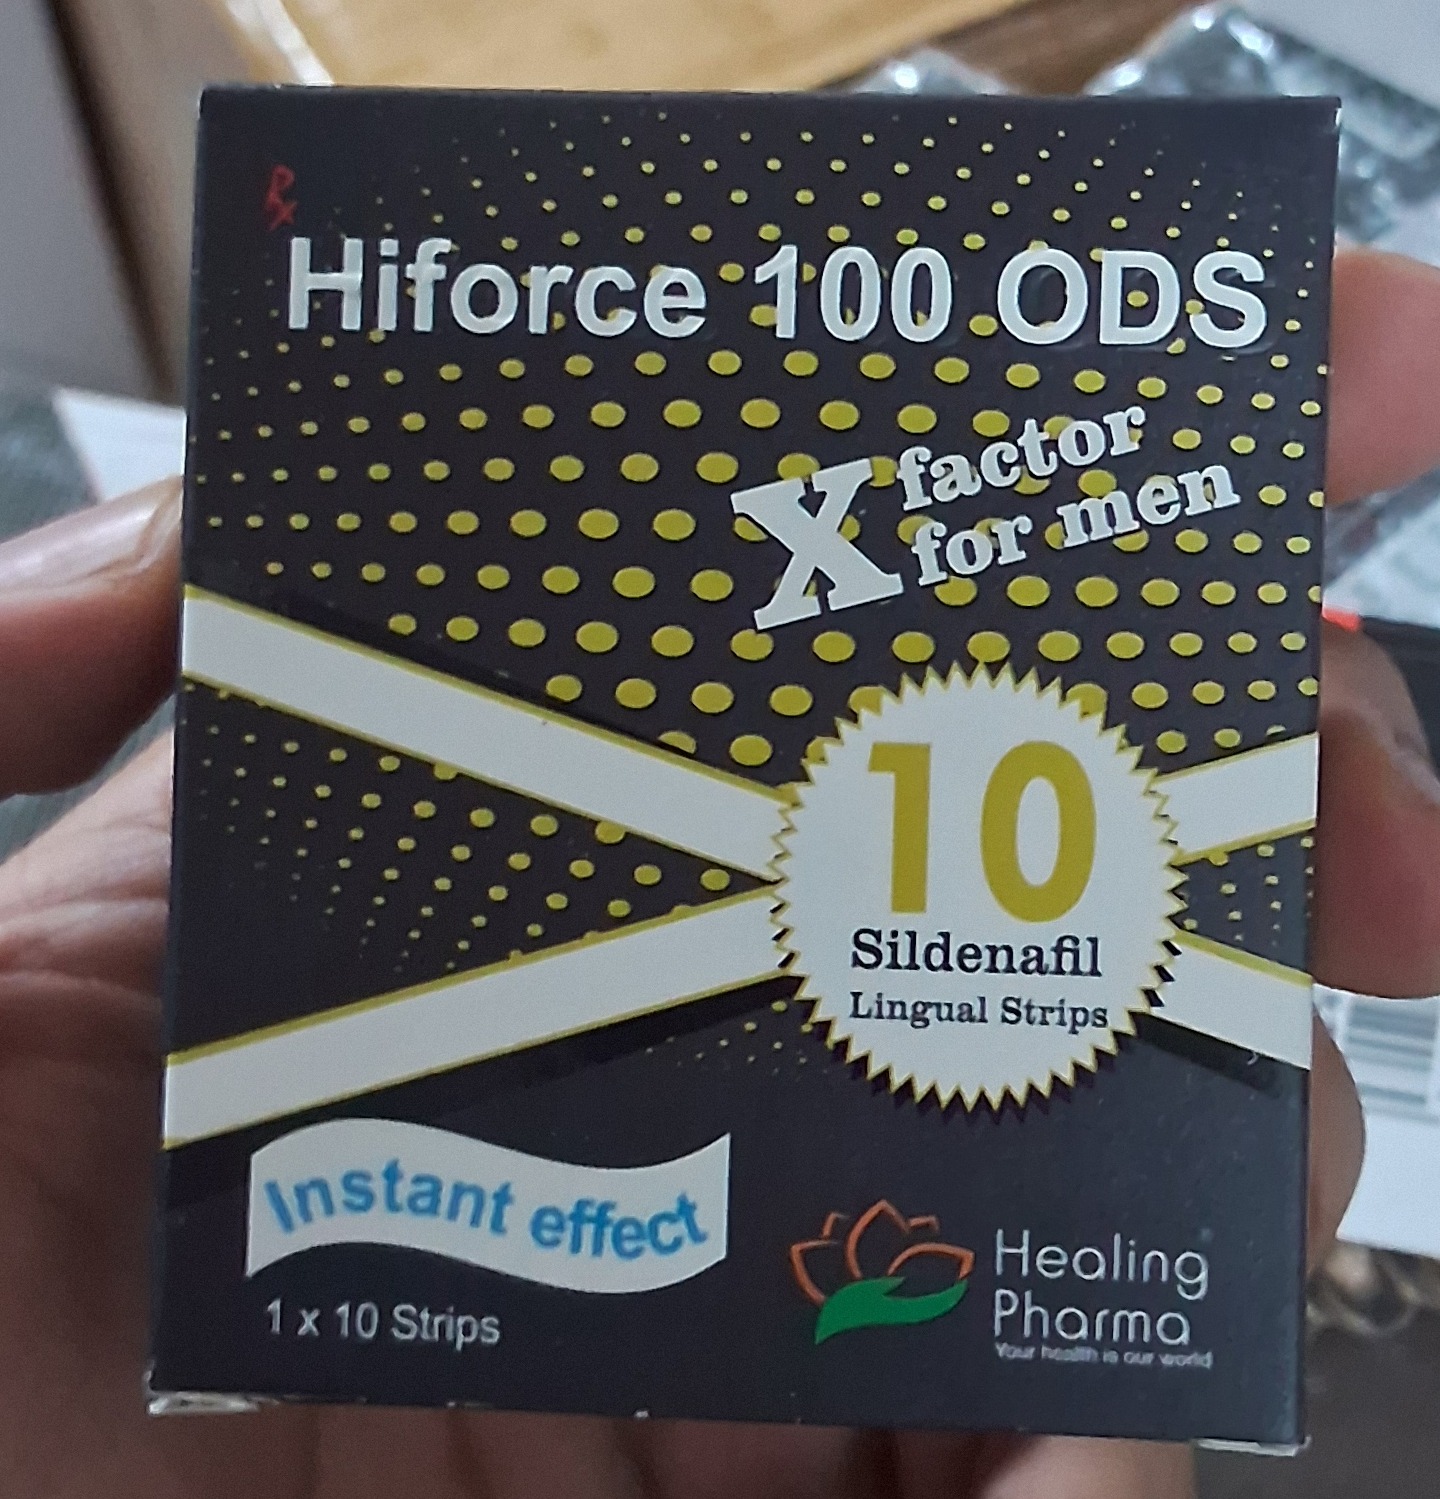 Rx
Hiforce 100 ODS
X factor
for men
10
Sildenafil
Lingual Strips
Instant effect
1 x 10 Strips
Healing
Pharma
Your health is our world